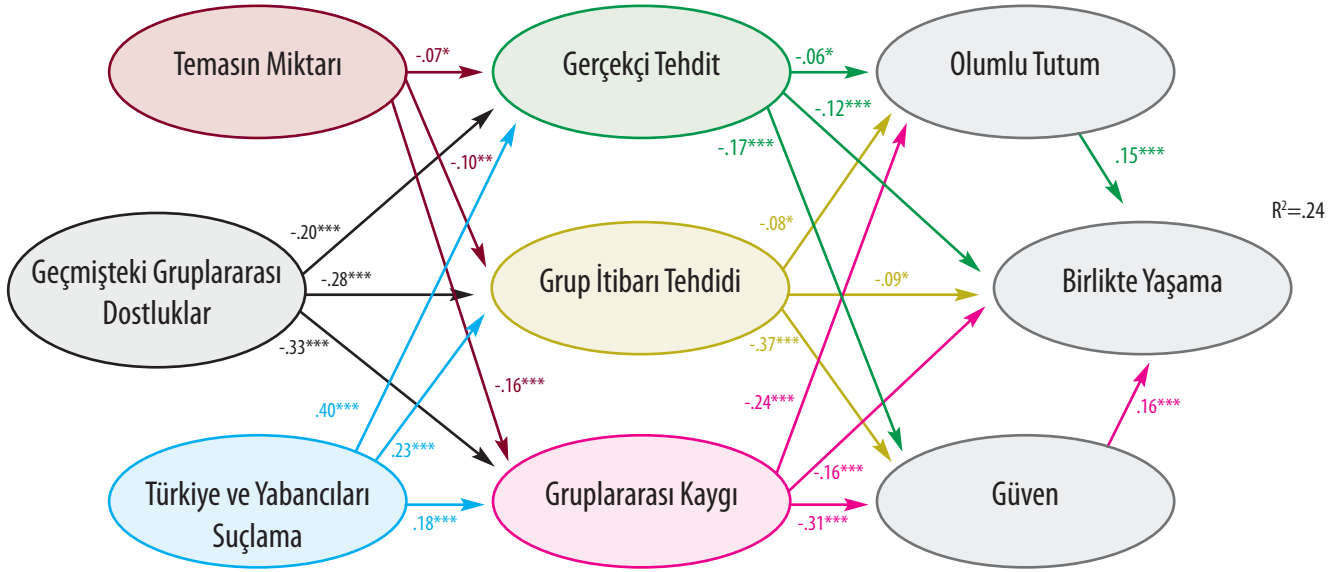 Temasın Miktarı
-.07*
Gerçekçi Tehdit
-.06*
Olumlu Tutum
-.12***
-.17***
-.10**
.15***
R²=.24
-.20***
-.08*
Geçmişteki Gruplararası
Dostluklar
-.28***
Grup İtibarı Tehdidi
-.09*
Birlikte Yaşama
-.33***
-.37***
-.16***
-.24***
.40***
.16***
.23***
-.16***
Türkiye ve Yabancıları
Suçlama
.18***
Gruplararası Kaygı
-.31***
Güven